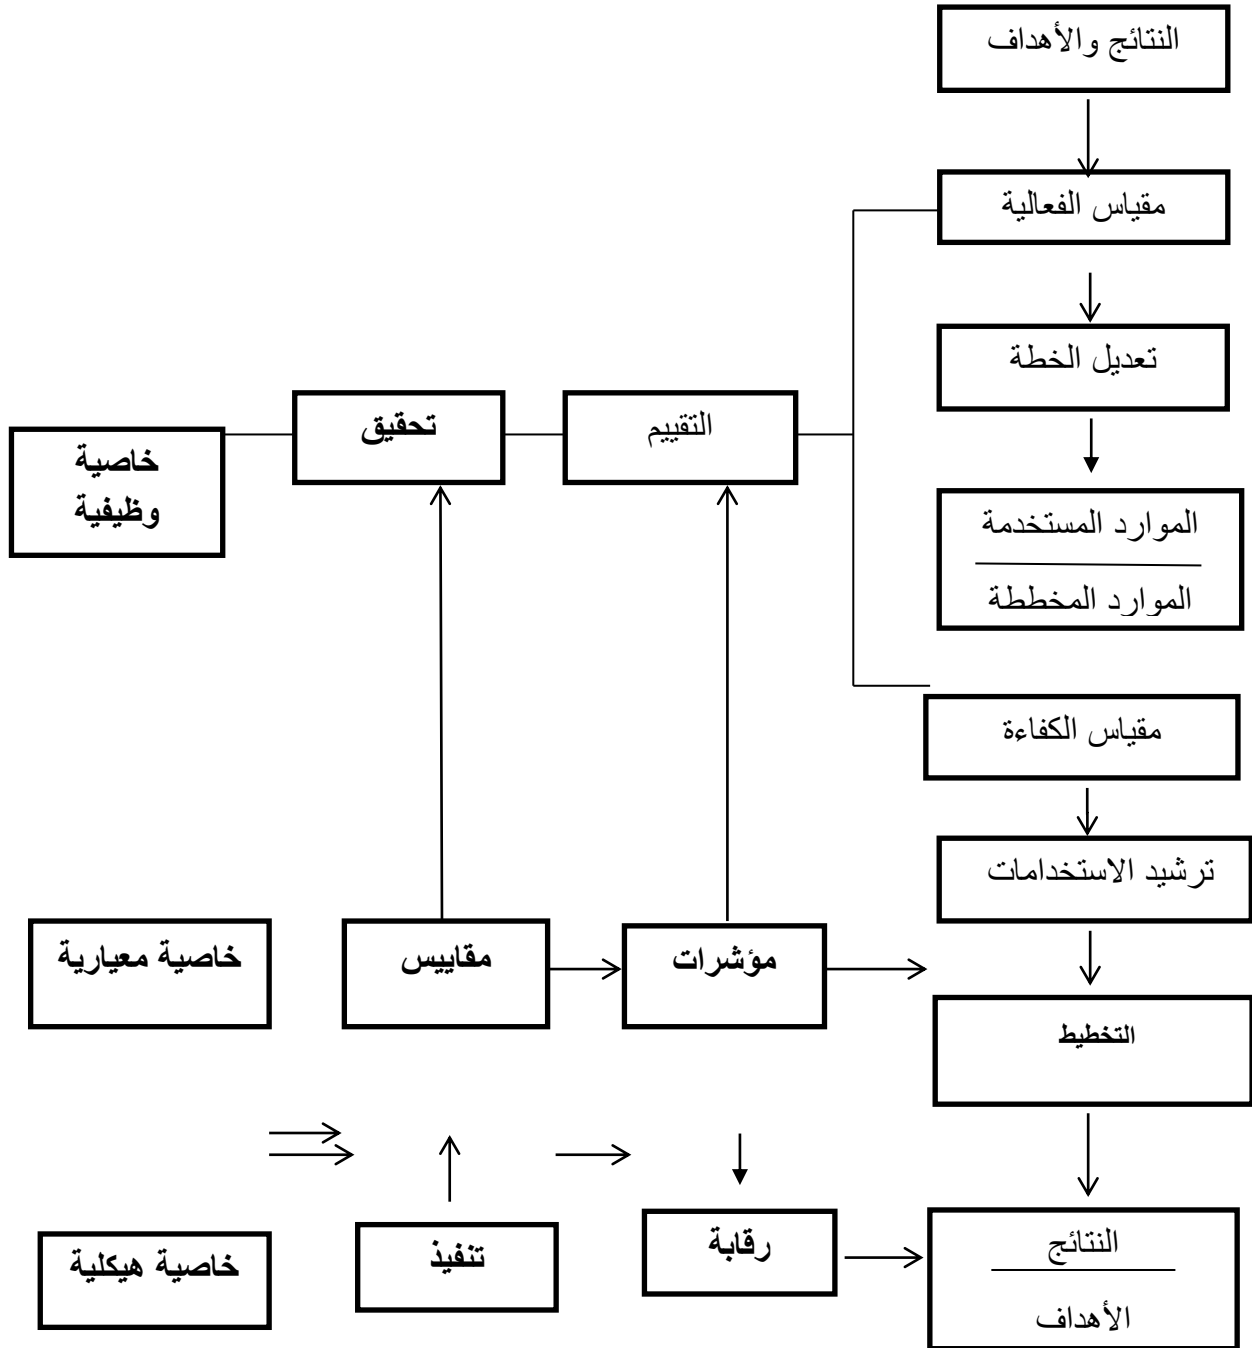 النتائج والأهداف
مقياس الفعالية
تعديل الخطة
التقييم
تحقيق
خاصية
وظيفية
الموارد المستخدمة
الموارد المخططة
مقياس الكفاءة
ترشيد الاستخدامات
خاصية معيارية
مقاييس
مؤشرات
التخطيط
خاصية هيكلية
تنفيذ
رقابة
النتائج
الأهداف